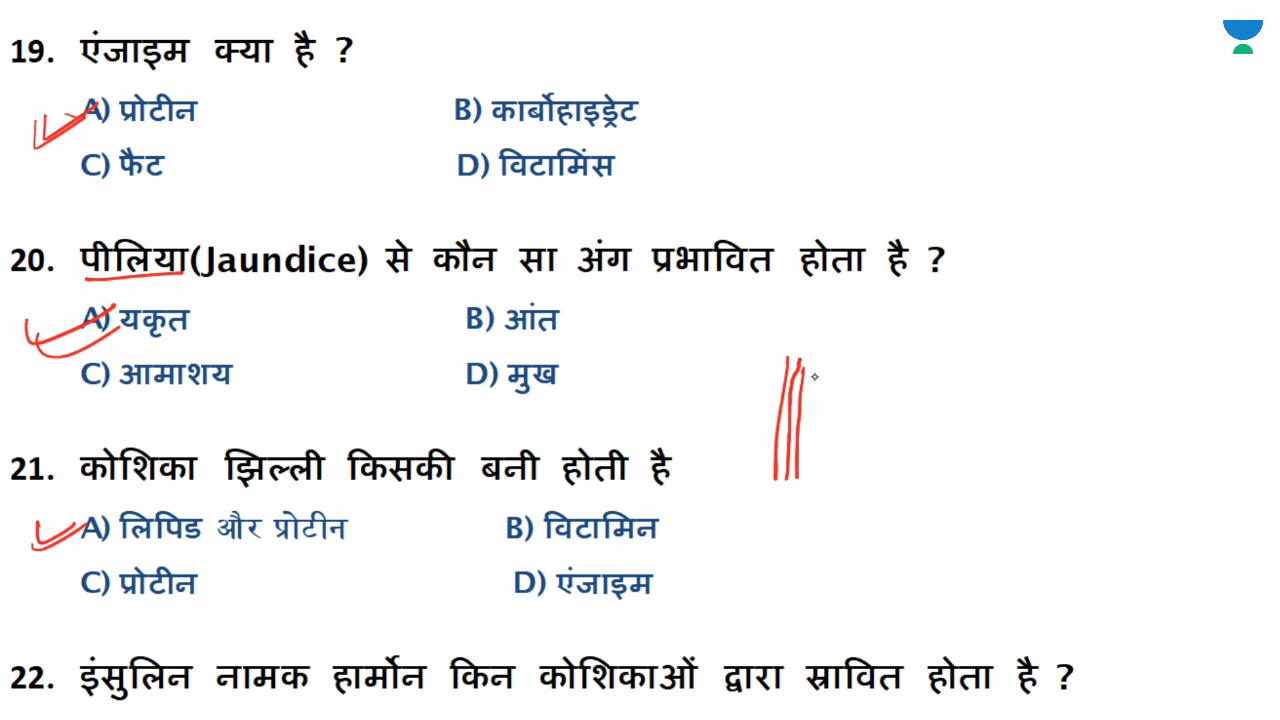 19. एंजाइम क्या है ?
A) प्रोटीन B) कार्बोहाइड्रेट
C) फैट D) विटामिंस
20. पीलिया(Jaundice) से कौन सा अंग प्रभावित होता है ?
A) यकृत B) आंत
C) आमाशय D) मुख
21. कोशिका झिल्ली किसकी बनी होती है
A) लिपिड और प्रोटीन B) विटामिन
C) प्रोटीन D) एंजाइम
22. इंसुलिन नामक हार्मोन किन कोशिकाओं द्वारा स्रावित होता है ?